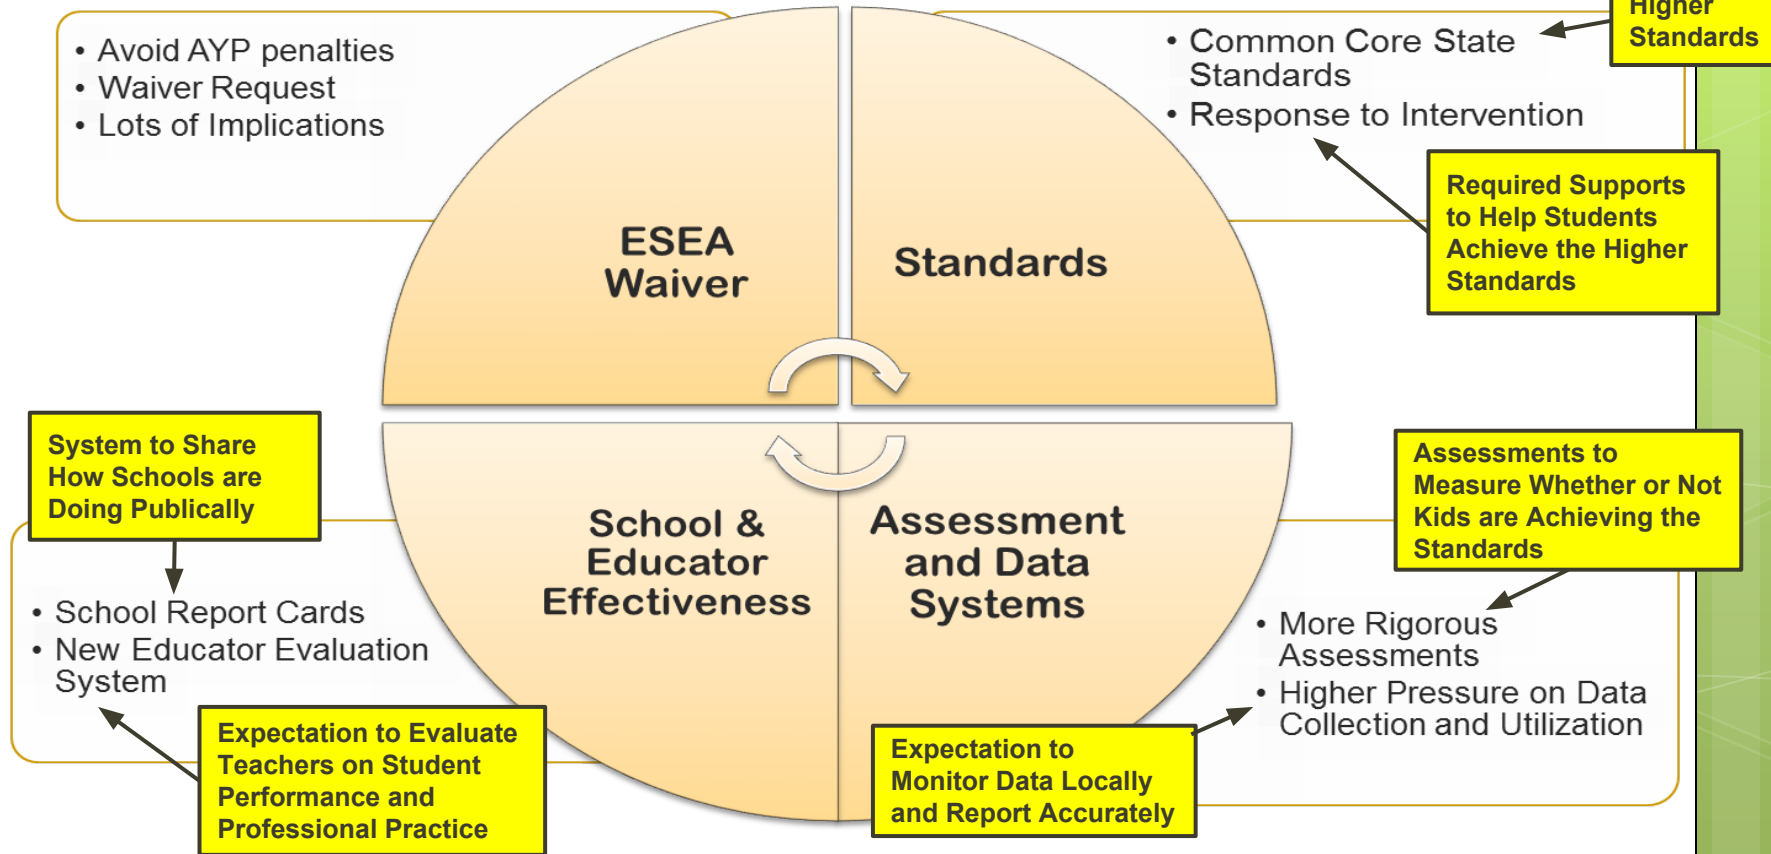 • Avoid AYP penalties
• Waiver Request
• Lots of Implications
ESEA
Waiver
Standards
• Common Core State
Standards
• Response to Intervention
Higher
Standards
Required Supports
to Help Students
Achieve the Higher
Standards
System to Share
How Schools are
Doing Publically
• School Report Cards
• New Educator Evaluation
System
Expectation to Evaluate
Teachers on Student
Performance and
Professional Practice
School &
Educator
Effectiveness
Assessment
and Data
Systems
Assessments to
Measure Whether or Not
Kids are Achieving the
Standards
• More Rigorous
Assessments
• Higher Pressure on Data
Collection and Utilization
Expectation to
Monitor Data Locally
and Report Accurately